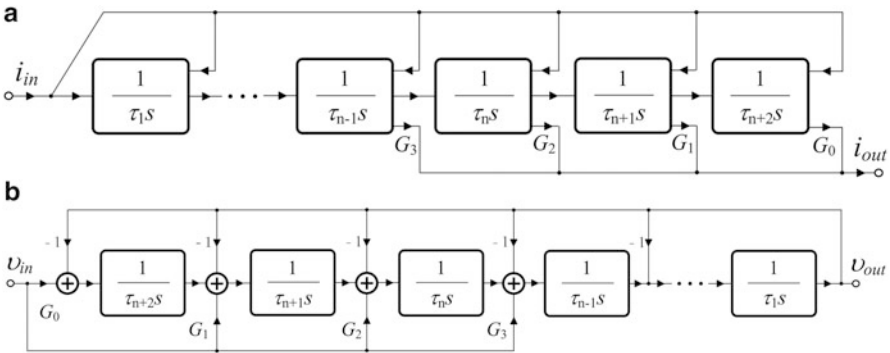 a
i_in
1/τ₁s
1/τₙ₋₁s
1/τₙs
1/τₙ₊₁s
1/τₙ₊₂s
G₃ G₂ G₁ G₀
i_out
b
-1 -1 -1 -1 -1
υ_in
G₀
1/τₙ₊₂s
1/τₙ₊₁s
1/τₙs
1/τₙ₋₁s
1/τ₁s
υ_out
G₁ G₂ G₃